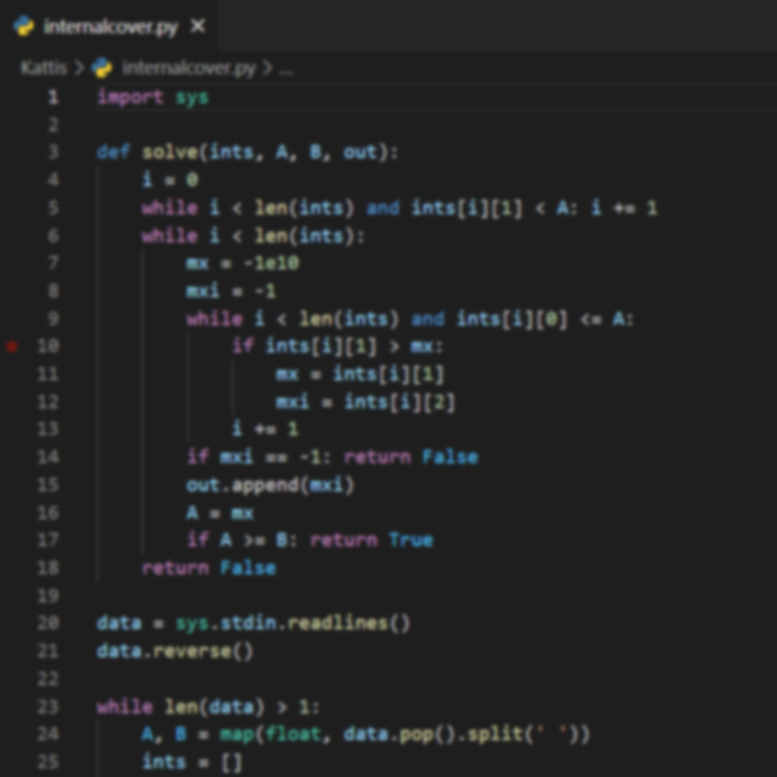 internalcover.py ×
Kattis > internalcover.py > ...
1 import sys
2
3 def solve(ints, A, B, out):
4     i = 0
5     while i < len(ints) and ints[i][1] < A: i += 1
6     while i < len(ints):
7         mx = -1e10
8         mxi = -1
9         while i < len(ints) and ints[i][0] <= A:
10             if ints[i][1] > mx:
11                 mx = ints[i][1]
12                 mxi = ints[i][2]
13             i += 1
14         if mxi == -1: return False
15         out.append(mxi)
16         A = mx
17         if A >= B: return True
18     return False
19
20 data = sys.stdin.readlines()
21 data.reverse()
22
23 while len(data) > 1:
24     A, B = map(float, data.pop().split(' '))
25     ints = []